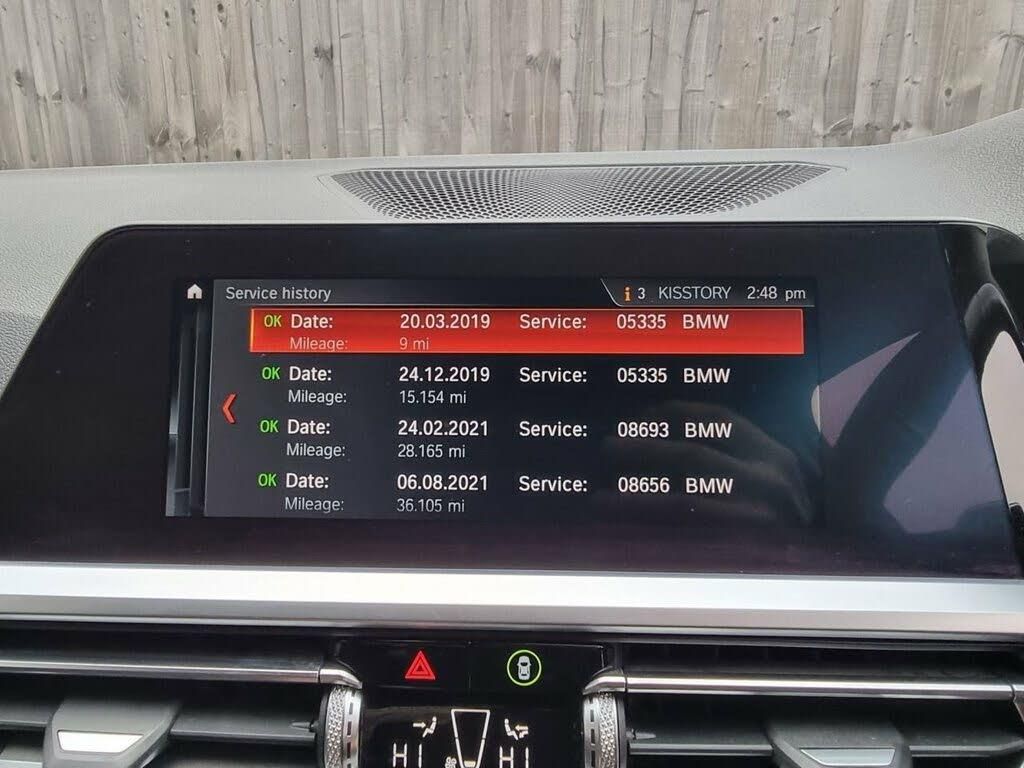 Service history
i 3 KISSTORY 2:48 pm
OK Date: 20.03.2019 Service: 05335 BMW
Mileage: 9 mi
OK Date: 24.12.2019 Service: 05335 BMW
Mileage: 15.154 mi
OK Date: 24.02.2021 Service: 08693 BMW
Mileage: 28.165 mi
OK Date: 06.08.2021 Service: 08656 BMW
Mileage: 36.105 mi
HI HI